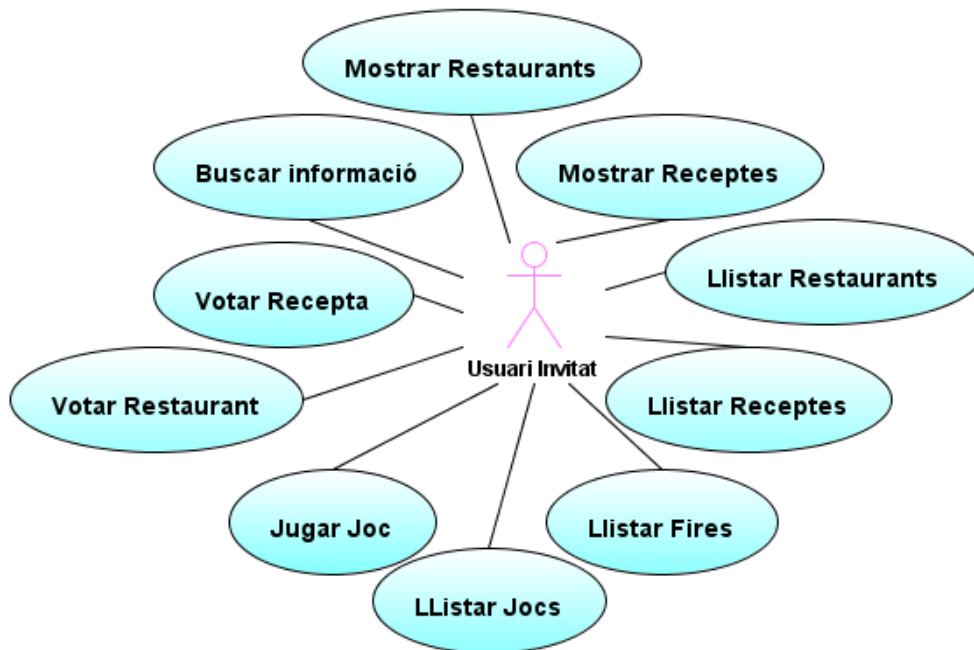 Mostrar Restaurants
Buscar informació
Mostrar Receptes
Llistar Restaurants
Votar Recepta
Usuari Invitat
Votar Restaurant
Llistar Receptes
Jugar Joc
Llistar Fires
LListar Jocs